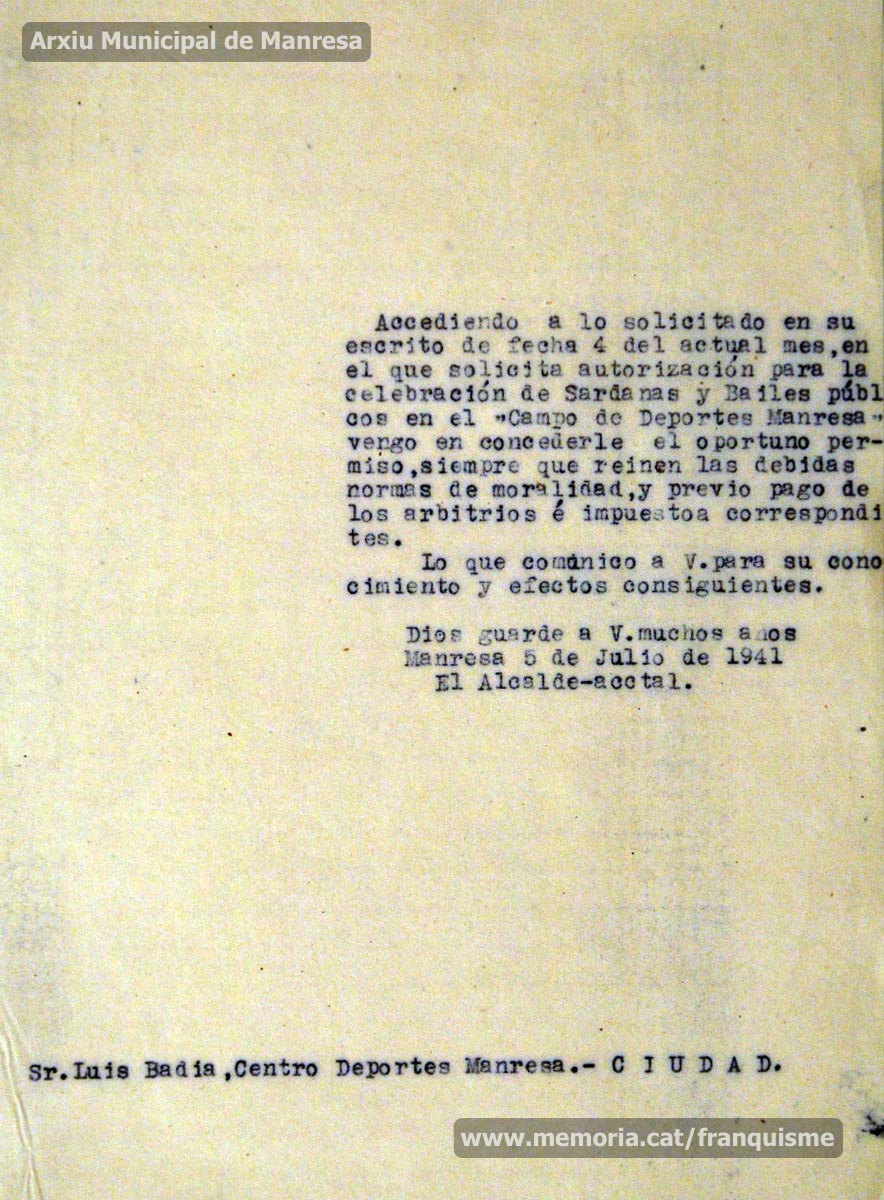 Arxiu Municipal de Manresa
Accediendo a lo solicitado en su
escrito de fecha 4 del actual mes,en
el que solicita autorización para la
celebración de Sardanas y Bailes públ
cos en el "Campo de Deportes Manresa"
vengo en concederle el oportuno per-
miso,siempre que reinen las debidas
normas de moralidad,y previo pago de
los arbitrios é impuestoa correspondi
tes.
Lo que comúnico a V.para su cono
cimiento y efectos consiguientes.
Dios guarde a V.muchos años
Manresa 5 de Julio de 1941
El Alcalde-acctal.
Sr.Luis Badia,Centro Deportes Manresa.- C I U D A D.
www.memoria.cat/franquisme